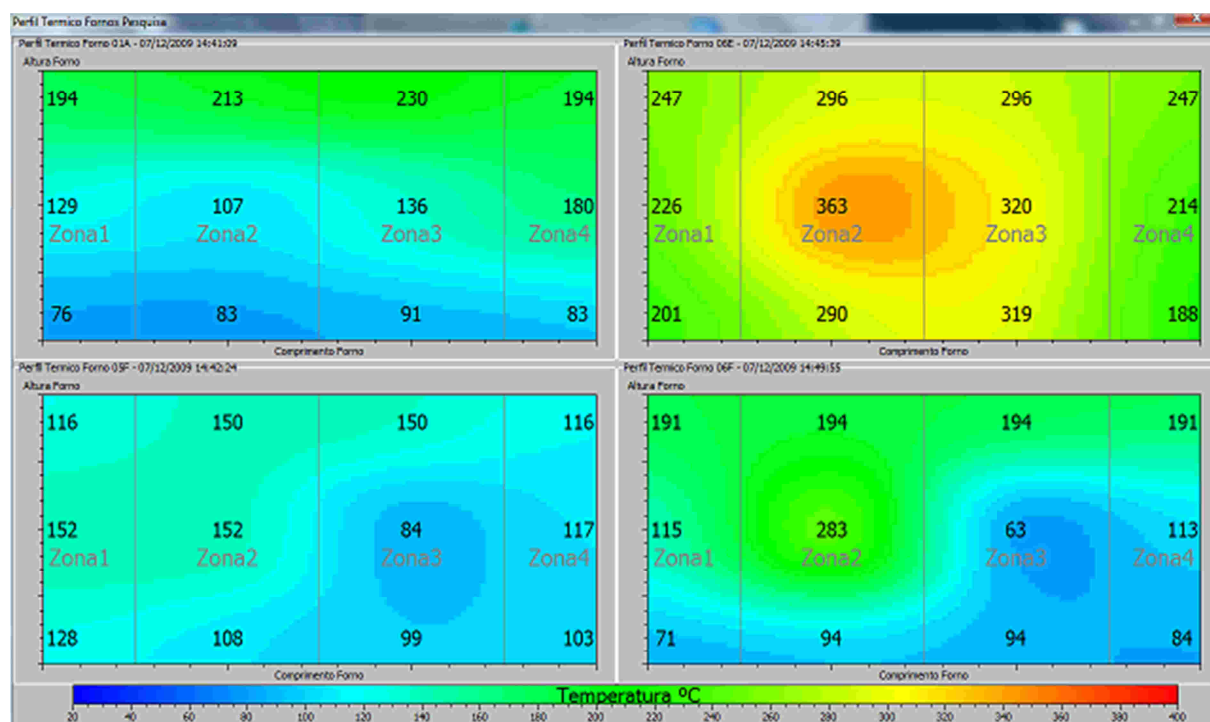 Perfil Termico Fornos Pesquisa
Perfil Termico Forno 01A - 07/12/2009 14:41:09
Altura Forno
194 213 230 194
129 107 136 180
Zona1 Zona2 Zona3 Zona4
76 83 91 83
Comprimento Forno
Perfil Termico Forno 06E - 07/12/2009 14:45:39
Altura Forno
247 296 296 247
226 363 320 214
Zona1 Zona2 Zona3 Zona4
201 290 319 188
Comprimento Forno
Perfil Termico Forno 05F - 07/12/2009 14:42:24
Altura Forno
116 150 150 116
152 152 84 117
Zona1 Zona2 Zona3 Zona4
128 108 99 103
Comprimento Forno
Perfil Termico Forno 06F - 07/12/2009 14:49:55
Altura Forno
191 194 194 191
115 283 63 113
Zona1 Zona2 Zona3 Zona4
71 94 94 84
Comprimento Forno
Temperatura ºC
20 40 60 80 100 120 140 160 180 200 220 240 260 280 300 320 340 360 380 400